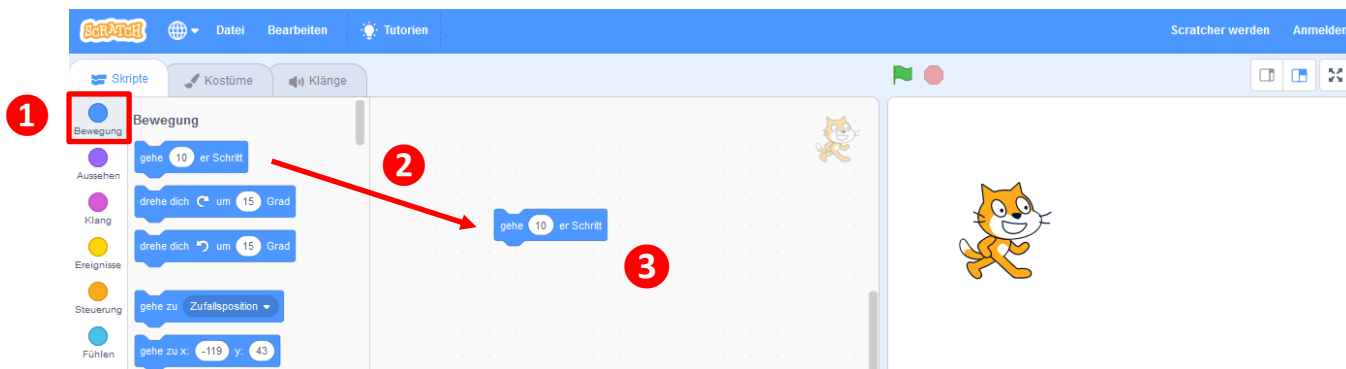 SCRATCH Datei Bearbeiten Tutorien Scratcher werden Anmelden
Skripte Kostüme Klänge
1
Bewegung
Aussehen
Klang
Ereignisse
Steuerung
Fühlen
Bewegung
gehe 10 er Schritt
drehe dich um 15 Grad
drehe dich um 15 Grad
gehe zu Zufallsposition
gehe zu x: -119 y: 43
2
gehe 10 er Schritt
3